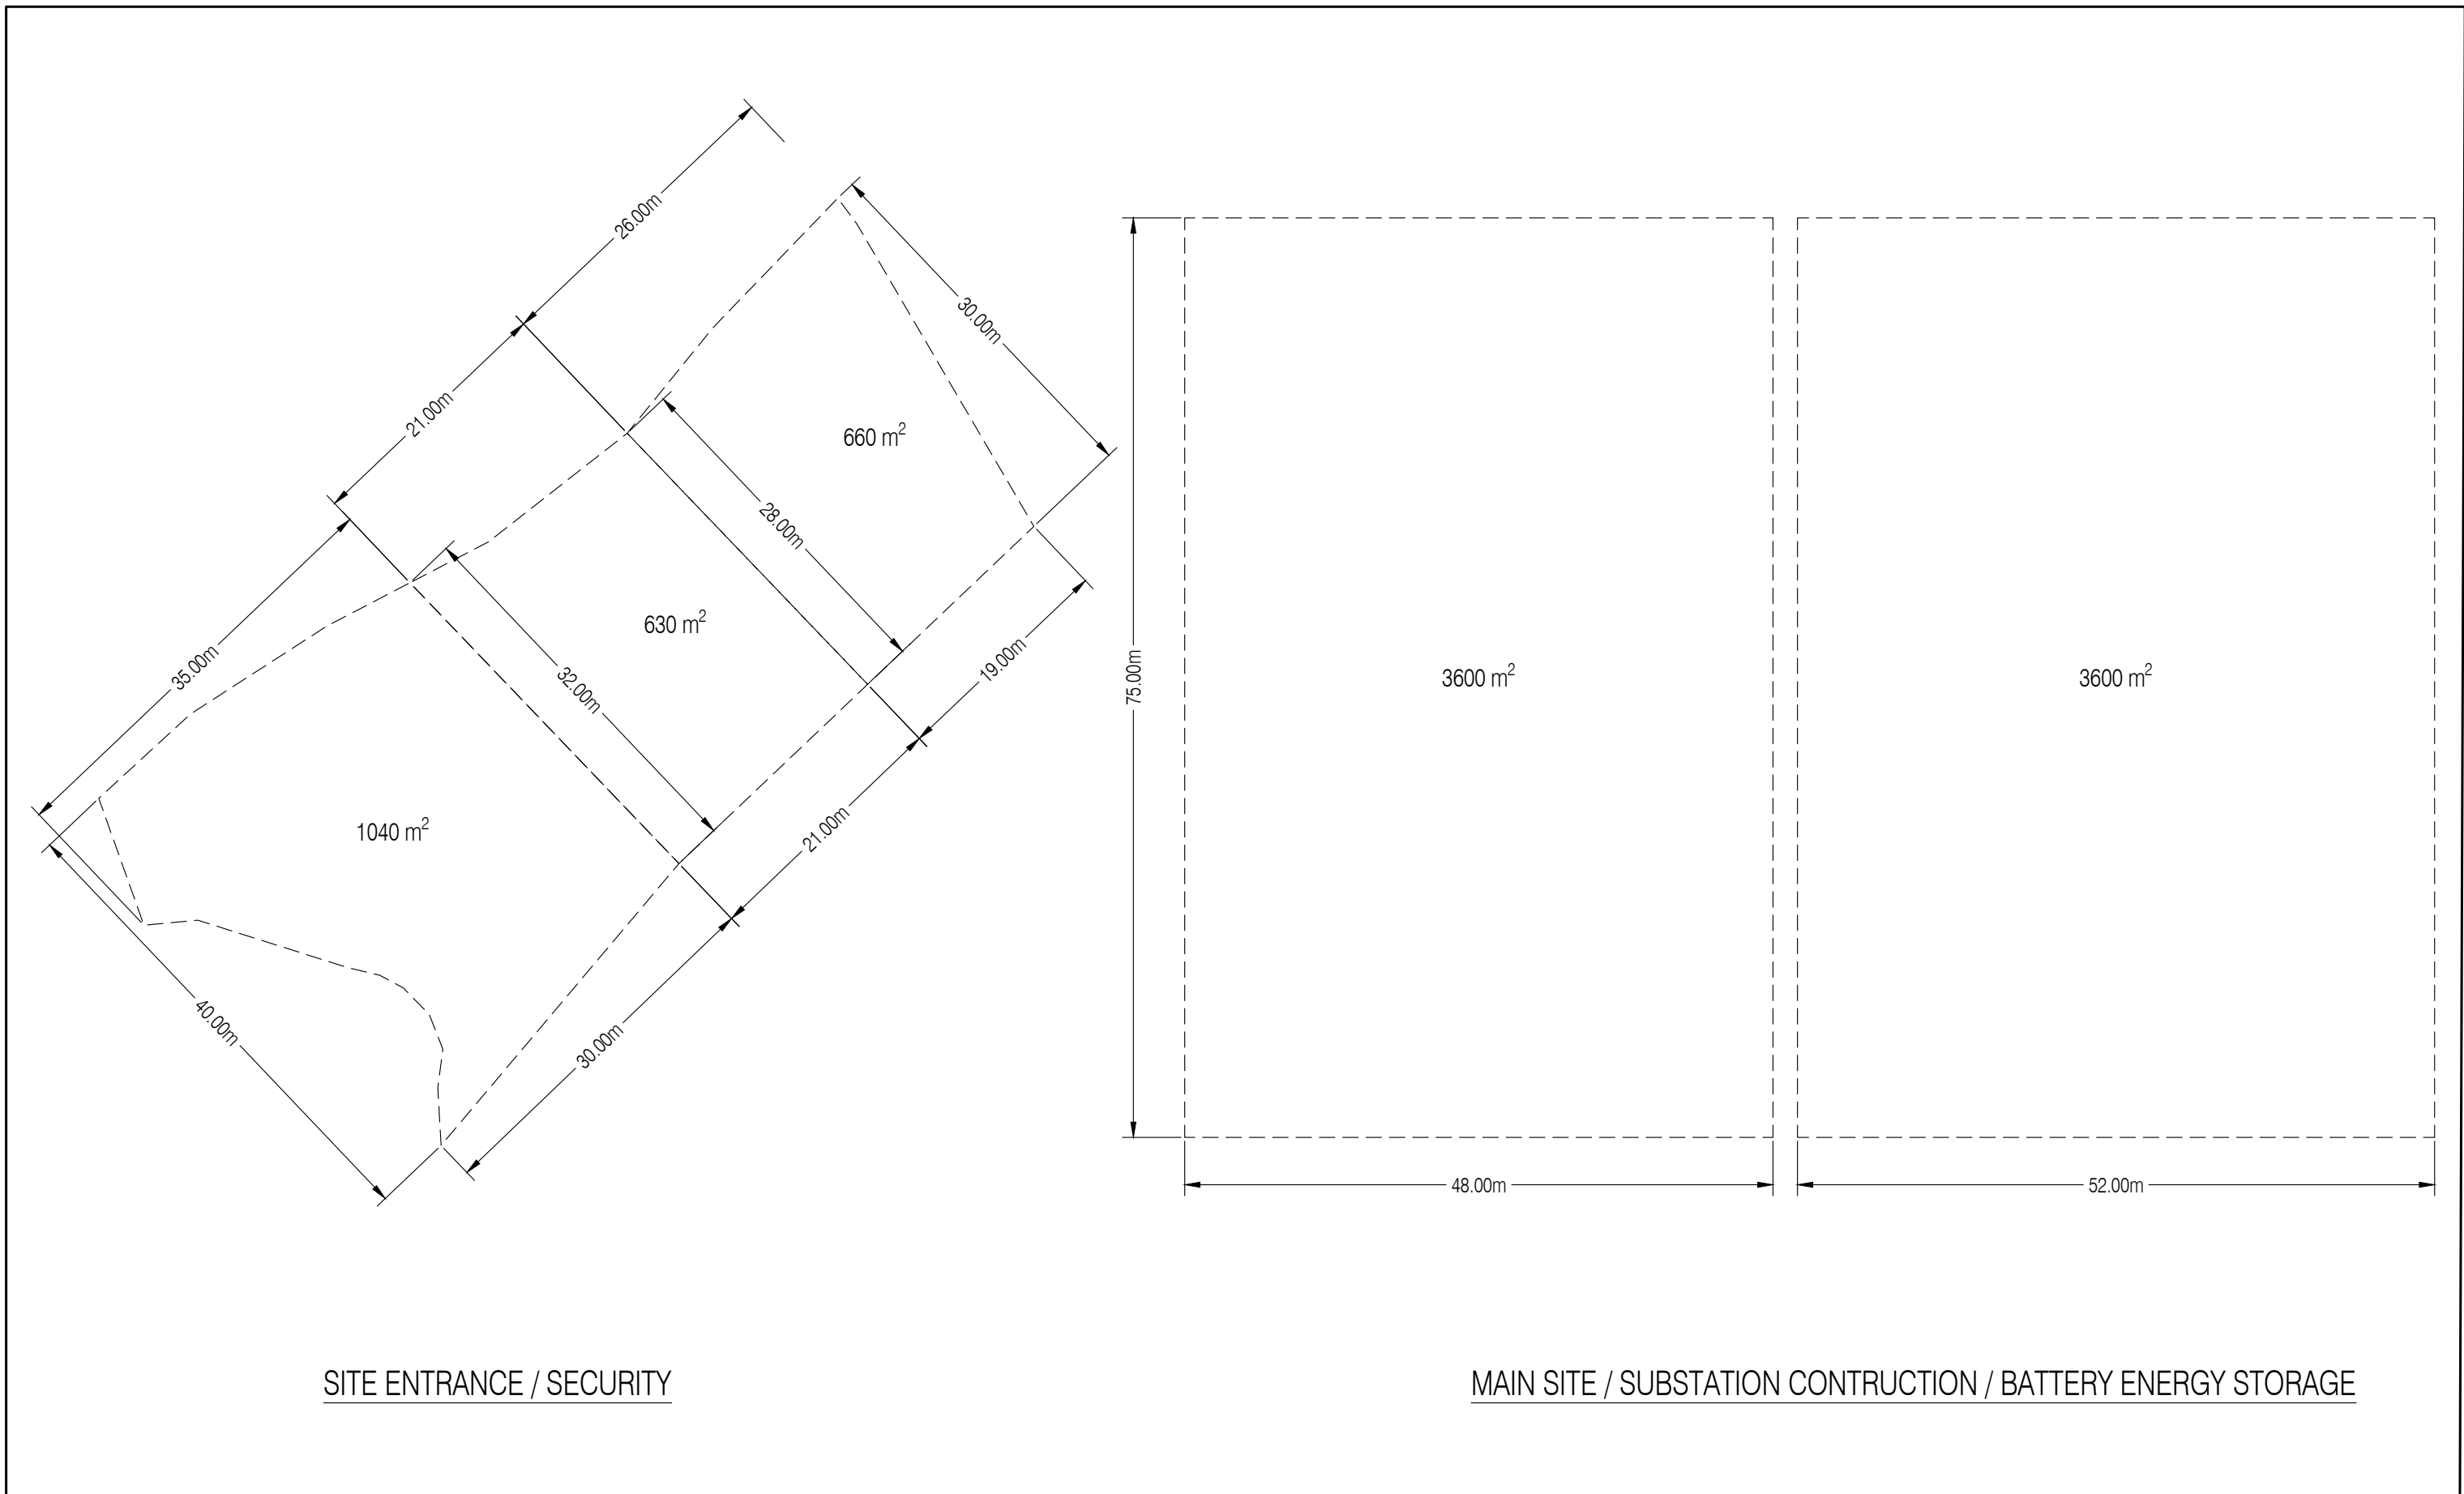 26.00m
21.00m
30.00m
660 m²
28.00m
35.00m
32.00m
630 m²
19.00m
75.00m
3600 m²
3600 m²
1040 m²
21.00m
40.00m
30.00m
48.00m
52.00m
SITE ENTRANCE / SECURITY
MAIN SITE / SUBSTATION CONTRUCTION / BATTERY ENERGY STORAGE